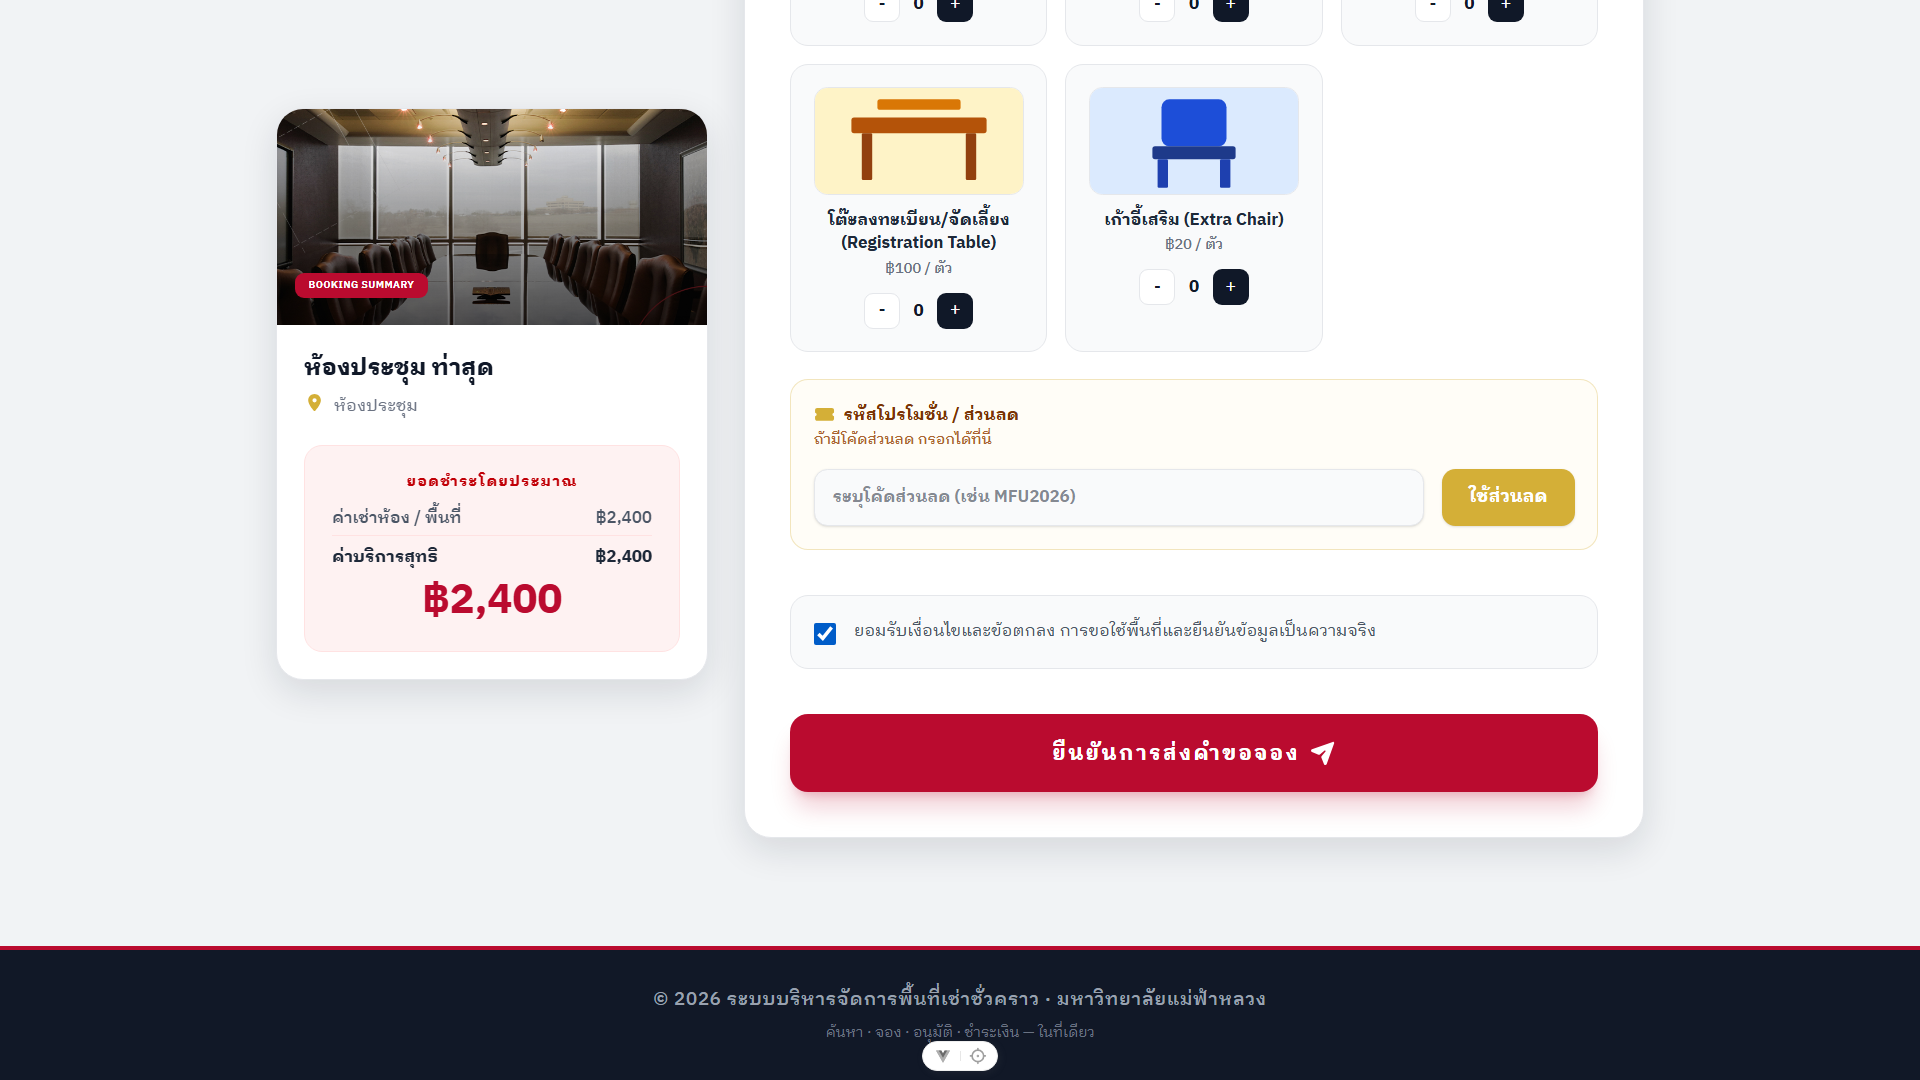 - 0 +
- 0 +
- 0 +
BOOKING SUMMARY
ห้องประชุม ท่าสุด
ห้องประชุม
ยอดชำระโดยประมาณ
ค่าเช่าห้อง / พื้นที่ ฿2,400
ค่าบริการสุทธิ ฿2,400
฿2,400
โต๊ะลงทะเบียน/จัดเลี้ยง
(Registration Table)
฿100 / ตัว
- 0 +
เก้าอี้เสริม (Extra Chair)
฿20 / ตัว
- 0 +
รหัสโปรโมชั่น / ส่วนลด
ถ้ามีโค้ดส่วนลด กรอกได้ที่นี่
ระบุโค้ดส่วนลด (เช่น MFU2026)
ใช้ส่วนลด
ยอมรับเงื่อนไขและข้อตกลง การขอใช้พื้นที่และยืนยันข้อมูลเป็นความจริง
ยืนยันการส่งคำขอจอง
© 2026 ระบบบริหารจัดการพื้นที่เช่าชั่วคราว · มหาวิทยาลัยแม่ฟ้าหลวง
ค้นหา · จอง · อนุมัติ · ชำระเงิน — ในที่เดียว